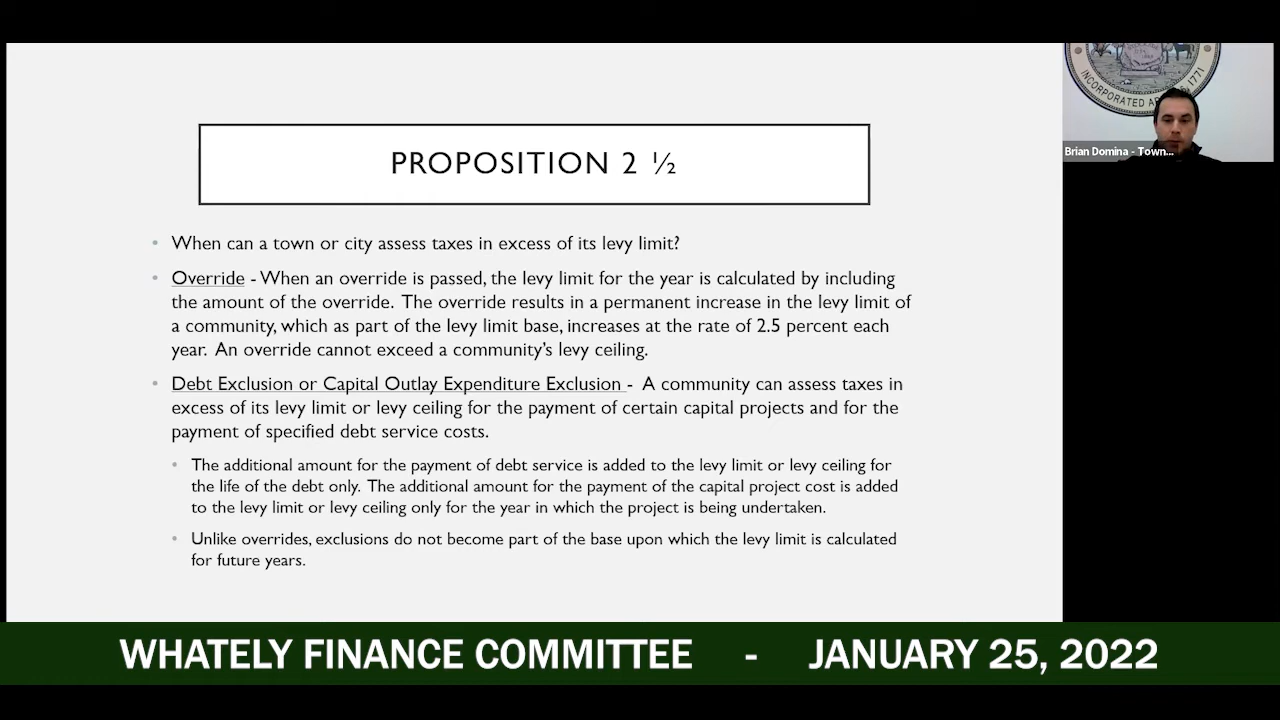 INCORPORATED A 1771
Brian Domina - Town...
PROPOSITION 2 ½
• When can a town or city assess taxes in excess of its levy limit?
• Override - When an override is passed, the levy limit for the year is calculated by including
the amount of the override. The override results in a permanent increase in the levy limit of
a community, which as part of the levy limit base, increases at the rate of 2.5 percent each
year. An override cannot exceed a community's levy ceiling.
• Debt Exclusion or Capital Outlay Expenditure Exclusion - A community can assess taxes in
excess of its levy limit or levy ceiling for the payment of certain capital projects and for the
payment of specified debt service costs.
• The additional amount for the payment of debt service is added to the levy limit or levy ceiling for
the life of the debt only. The additional amount for the payment of the capital project cost is added
to the levy limit or levy ceiling only for the year in which the project is being undertaken.
• Unlike overrides, exclusions do not become part of the base upon which the levy limit is calculated
for future years.
WHATELY FINANCE COMMITTEE - JANUARY 25, 2022